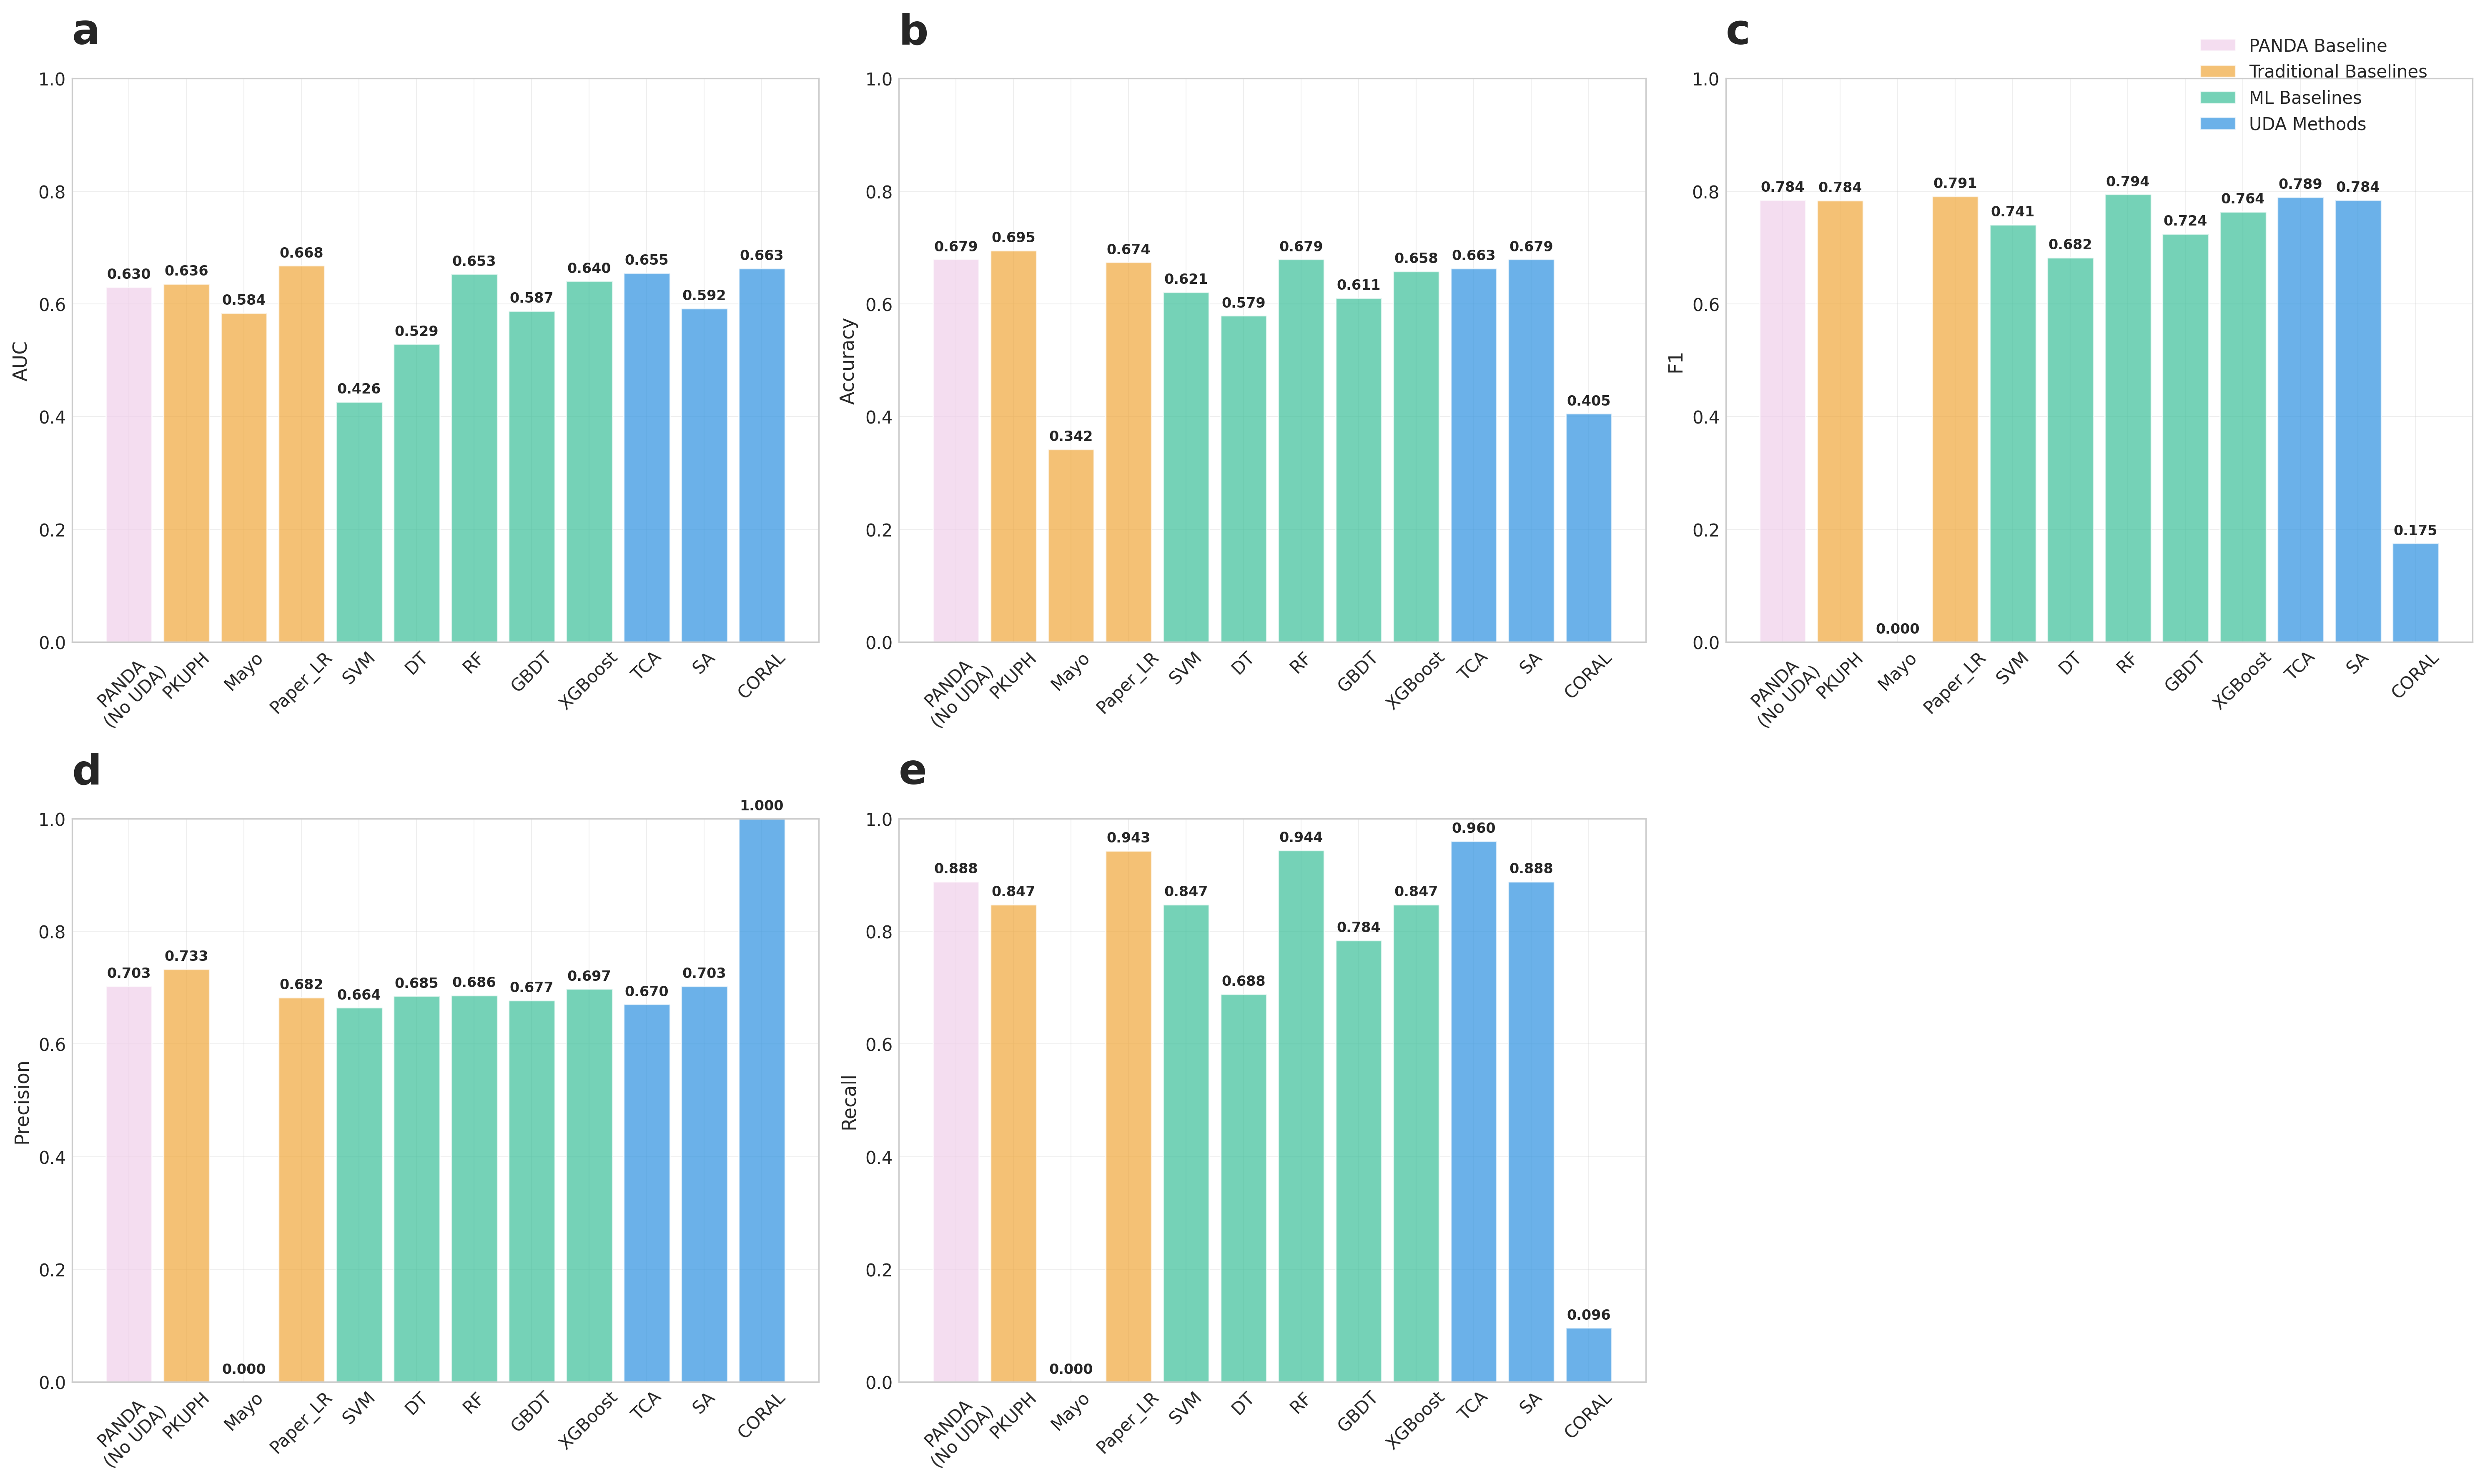 a
1.0
0.8
0.6
0.4
0.2
0.0
AUC
0.630
0.636
0.584
0.668
0.426
0.529
0.653
0.587
0.640
0.655
0.592
0.663
PANDA
(No UDA)
PKUPH
Mayo
Paper_LR
SVM
DT
RF
GBDT
XGBoost
TCA
SA
CORAL
b
1.0
0.8
0.6
0.4
0.2
0.0
Accuracy
0.679
0.695
0.342
0.674
0.621
0.579
0.679
0.611
0.658
0.663
0.679
0.405
PANDA
(No UDA)
PKUPH
Mayo
Paper_LR
SVM
DT
RF
GBDT
XGBoost
TCA
SA
CORAL
c
PANDA Baseline
Traditional Baselines
ML Baselines
UDA Methods
1.0
0.8
0.6
0.4
0.2
0.0
F1
0.784
0.784
0.000
0.791
0.741
0.682
0.794
0.724
0.764
0.789
0.784
0.175
PANDA
(No UDA)
PKUPH
Mayo
Paper_LR
SVM
DT
RF
GBDT
XGBoost
TCA
SA
CORAL
d
1.0
0.8
0.6
0.4
0.2
0.0
Precision
0.703
0.733
0.000
0.682
0.664
0.685
0.686
0.677
0.697
0.670
0.703
1.000
PANDA
(No UDA)
PKUPH
Mayo
Paper_LR
SVM
DT
RF
GBDT
XGBoost
TCA
SA
CORAL
e
1.0
0.8
0.6
0.4
0.2
0.0
Recall
0.888
0.847
0.000
0.943
0.847
0.688
0.944
0.784
0.847
0.960
0.888
0.096
PANDA
(No UDA)
PKUPH
Mayo
Paper_LR
SVM
DT
RF
GBDT
XGBoost
TCA
SA
CORAL